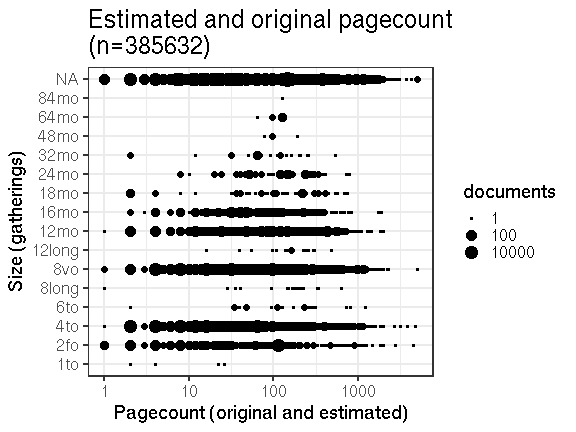 Estimated and original pagecount
(n=385632)
NA
84mo
64mo
48mo
32mo
24mo
18mo
16mo
12mo
12long
8vo
8long
6to
4to
2fo
1to
Size (gatherings)
1 10 100 1000
Pagecount (original and estimated)
documents
1
100
10000